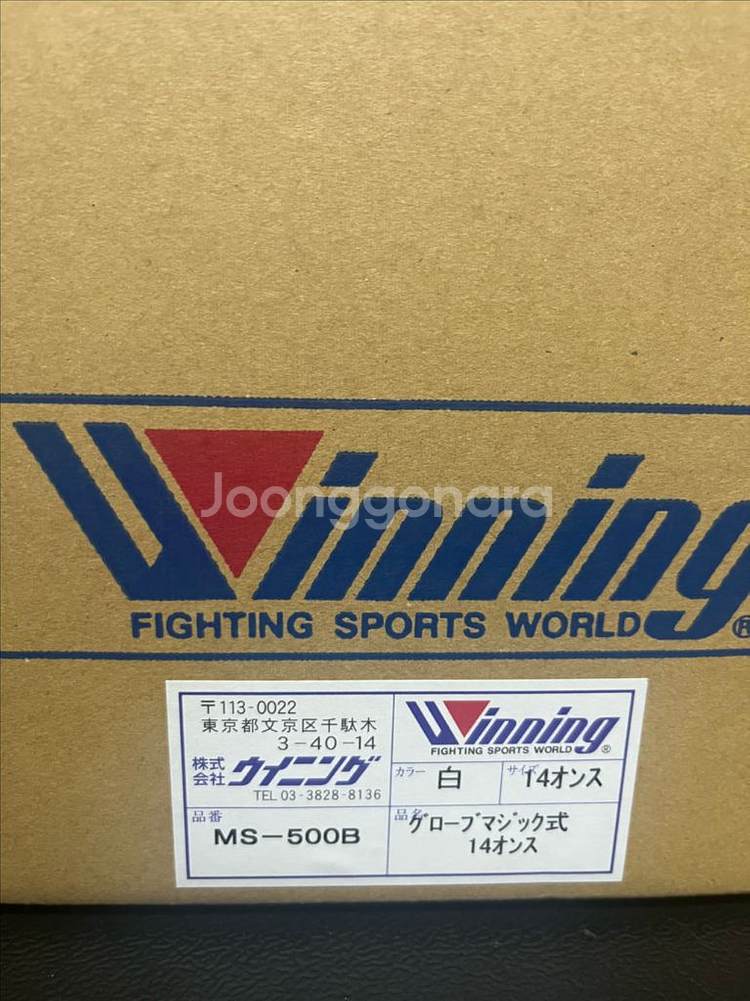 Winning
Joonggonara
FIGHTING SPORTS WORLD
®
〒113-0022
東京都文京区千駄木
3-40-14
株式会社 ウイニング
TEL 03-3828-8136
Winning
FIGHTING SPORTS WORLD ®
カラー 白
サイズ 14オンス
品番
MS-500B
品名 グローブマジック式
14オンス